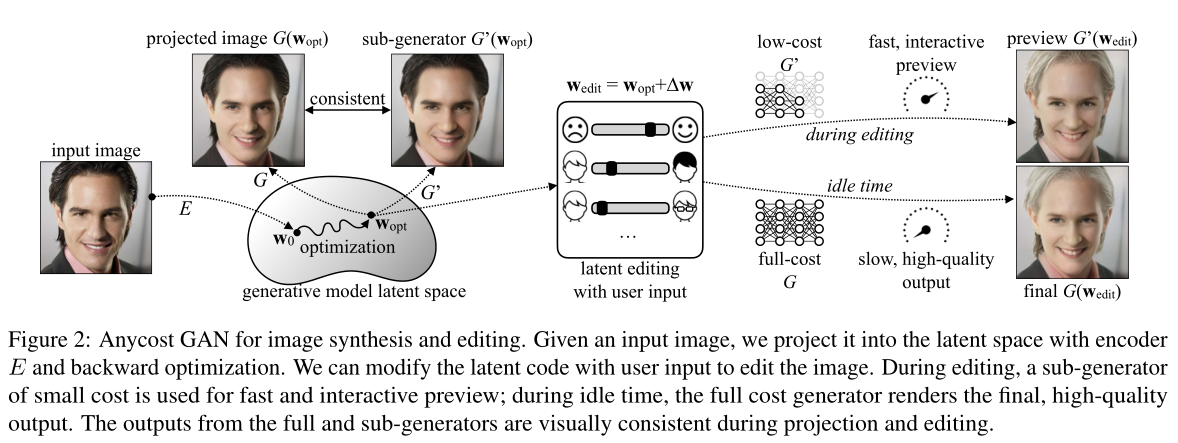 projected image G(w_opt)
sub-generator G'(w_opt)
consistent
input image
E
G
G'
w_0
w_opt
optimization
generative model latent space
w_edit = w_opt+Δw
...
latent editing
with user input
low-cost
G'
fast, interactive
preview
during editing
preview G'(w_edit)
idle time
full-cost
G
slow, high-quality
output
final G(w_edit)
Figure 2: Anycost GAN for image synthesis and editing. Given an input image, we project it into the latent space with encoder
E and backward optimization. We can modify the latent code with user input to edit the image. During editing, a sub-generator
of small cost is used for fast and interactive preview; during idle time, the full cost generator renders the final, high-quality
output. The outputs from the full and sub-generators are visually consistent during projection and editing.